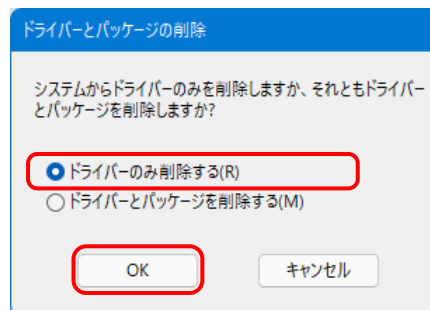 ドライバーとパッケージの削除
システムからドライバーのみを削除しますか、それともドライバー
とパッケージを削除しますか?
ドライバーのみ削除する(R)
ドライバーとパッケージを削除する(M)
OK キャンセル